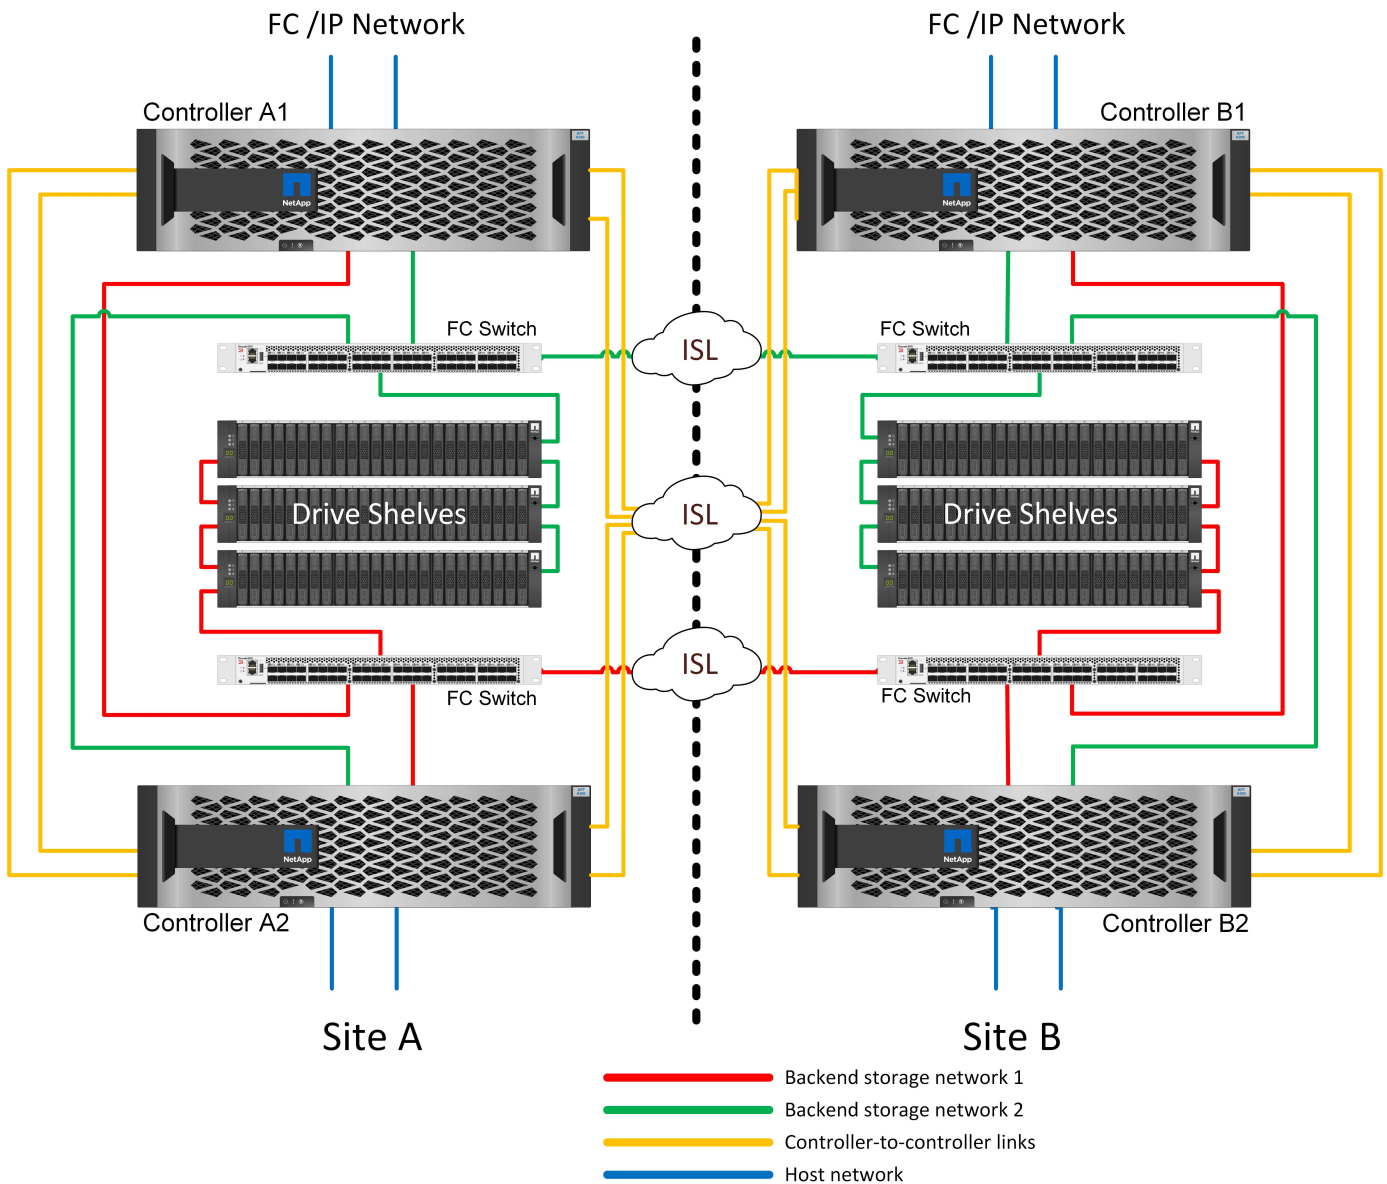 FC /IP Network
FC /IP Network
Controller A1
Controller B1
NetApp
NetApp
FC Switch
ISL
FC Switch
Drive Shelves
ISL
Drive Shelves
ISL
FC Switch
FC Switch
NetApp
NetApp
Controller A2
Controller B2
Site A
Site B
Backend storage network 1
Backend storage network 2
Controller-to-controller links
Host network